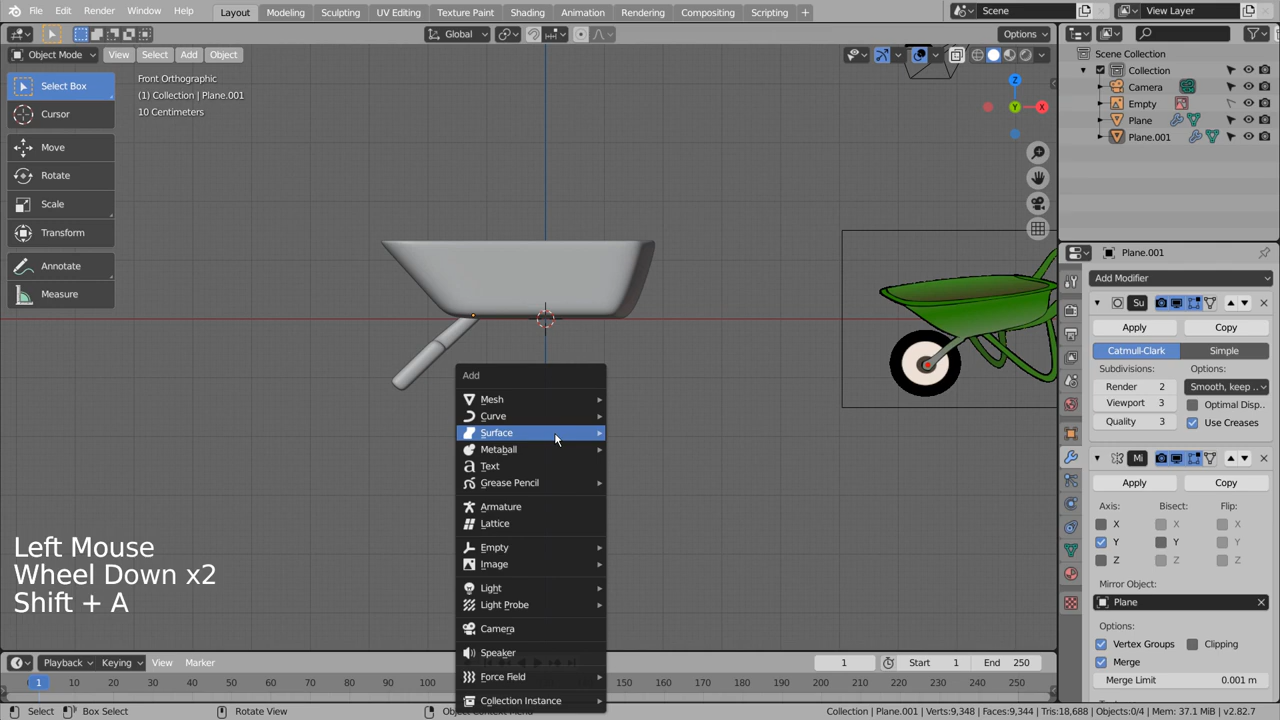 File Edit Render Window Help Layout Modeling Sculpting UV Editing Texture Paint Shading Animation Rendering Compositing Scripting + Scene View Layer
Global Options
Object Mode View Select Add Object
Front Orthographic
(1) Collection | Plane.001
10 Centimeters
Select Box
Cursor
Move
Rotate
Scale
Transform
Annotate
Measure
Z
Y
X
Add
Mesh
Curve
Surface
Metaball
Text
Grease Pencil
Armature
Lattice
Empty
Image
Light
Light Probe
Camera
Speaker
Force Field
Collection Instance
Left Mouse
Wheel Down x2
Shift + A
Scene Collection
Collection
Camera
Empty
Plane
Plane.001
Plane.001
Add Modifier
Su
Apply Copy
Catmull-Clark Simple
Subdivisions: Options:
Render 2 Smooth, keep ..
Viewport 3 Optimal Disp..
Quality 3 Use Creases
Mi
Apply Copy
Axis: Bisect: Flip:
X X X
Y Y Y
Z Z Z
Mirror Object:
Plane
Options:
Vertex Groups Clipping
Merge
Merge Limit 0.001 m
Playback Keying View Marker 1 Start 1 End 250
1 10 20 30 40 50 60 70 80 90 100 150 160 170 180 190 200 210 220 230 240 250
Select Box Select Rotate View Object Context Menu Collection | Plane.001 | Verts:9,348 | Faces:9,344 | Tris:18,688 | Objects:0/4 | Mem: 37.1 MiB | v2.82.7